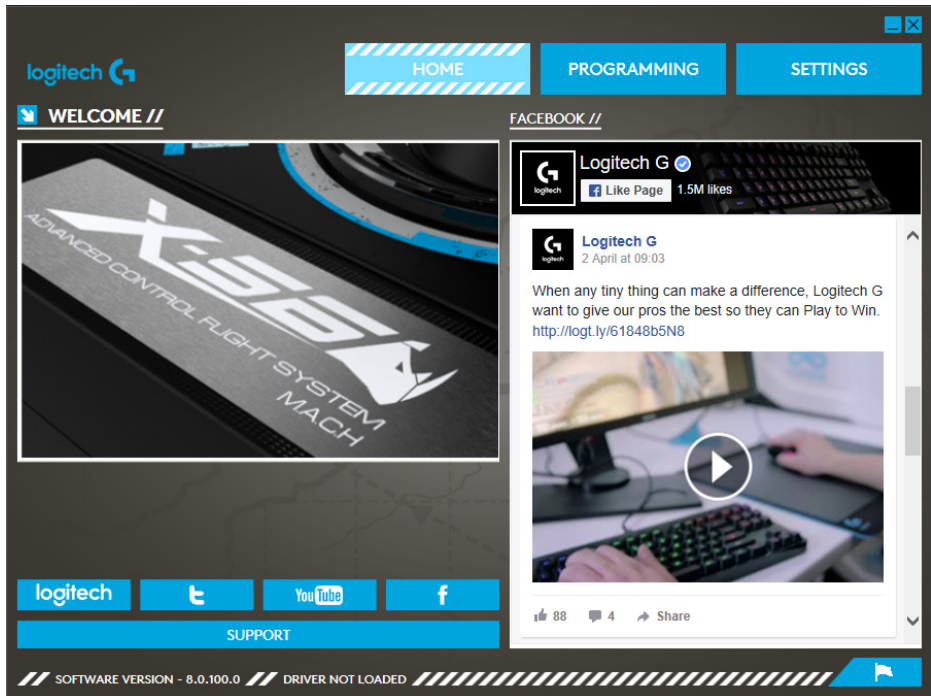 logitech G
HOME
PROGRAMMING
SETTINGS
WELCOME //
FACEBOOK //
X-56
ADVANCED CONTROL FLIGHT SYSTEM
MACH
logitech
Logitech G
Like Page
1.5M likes
logitech
Logitech G
2 April at 09:03
When any tiny thing can make a difference, Logitech G
want to give our pros the best so they can Play to Win.
http://logt.ly/61848b5N8
88
4
Share
logitech
YouTube
SUPPORT
SOFTWARE VERSION - 8.0.100.0
DRIVER NOT LOADED